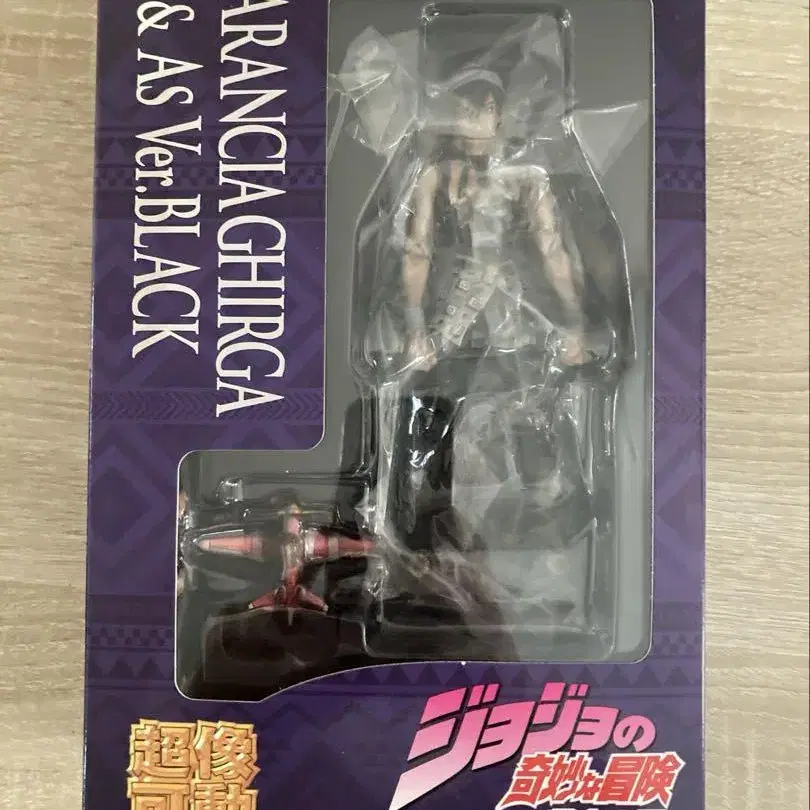 ARANCIA GHIRGA
& AS Ver.BLACK
ジョジョの
奇妙な冒険
超像
可動